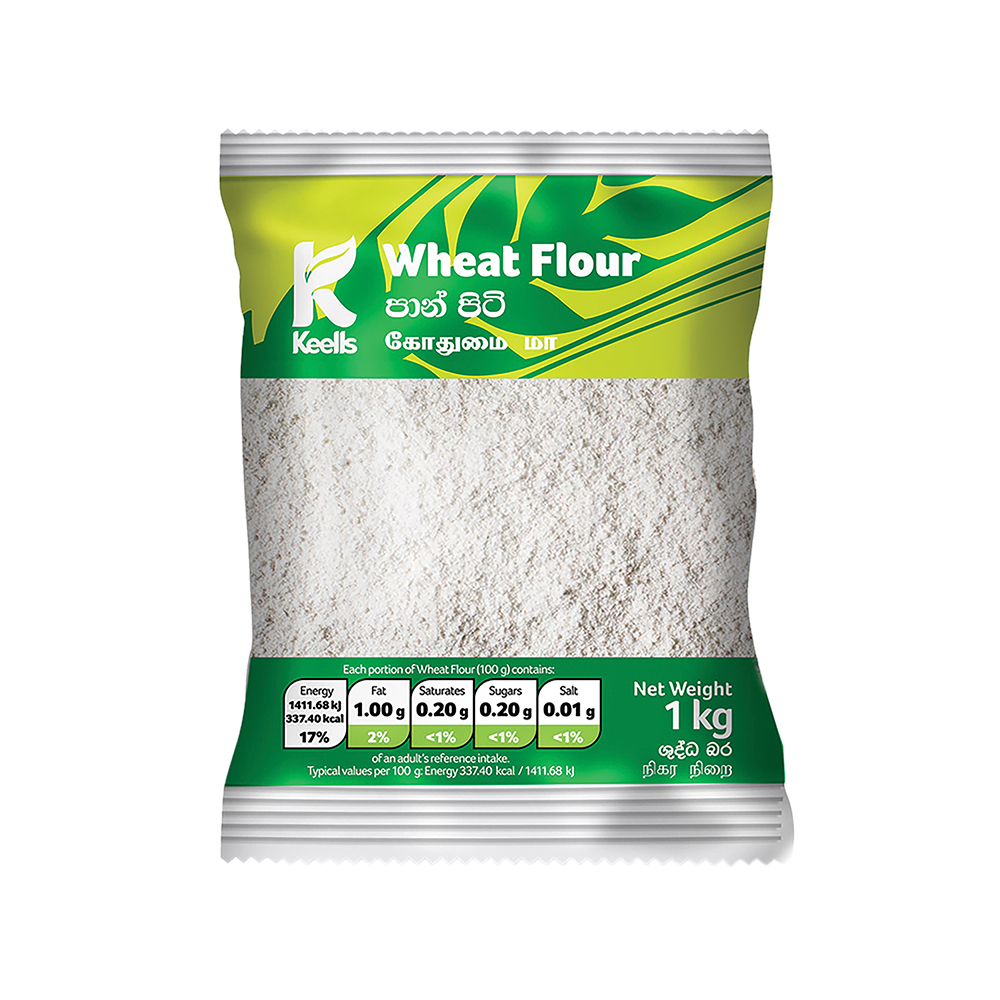 Wheat Flour
පාන් පිටි
கோதுமை மா
Keells
Each portion of Wheat Flour (100 g) contains:
Energy 1411.68 kJ 337.40 kcal 17%
Fat 1.00 g 2%
Saturates 0.20 g <1%
Sugars 0.20 g <1%
Salt 0.01 g <1%
of an adult's reference intake.
Typical values per 100 g: Energy 337.40 kcal / 1411.68 kJ
Net Weight
1 kg
ශුද්ධ බර
நிகர நிறை